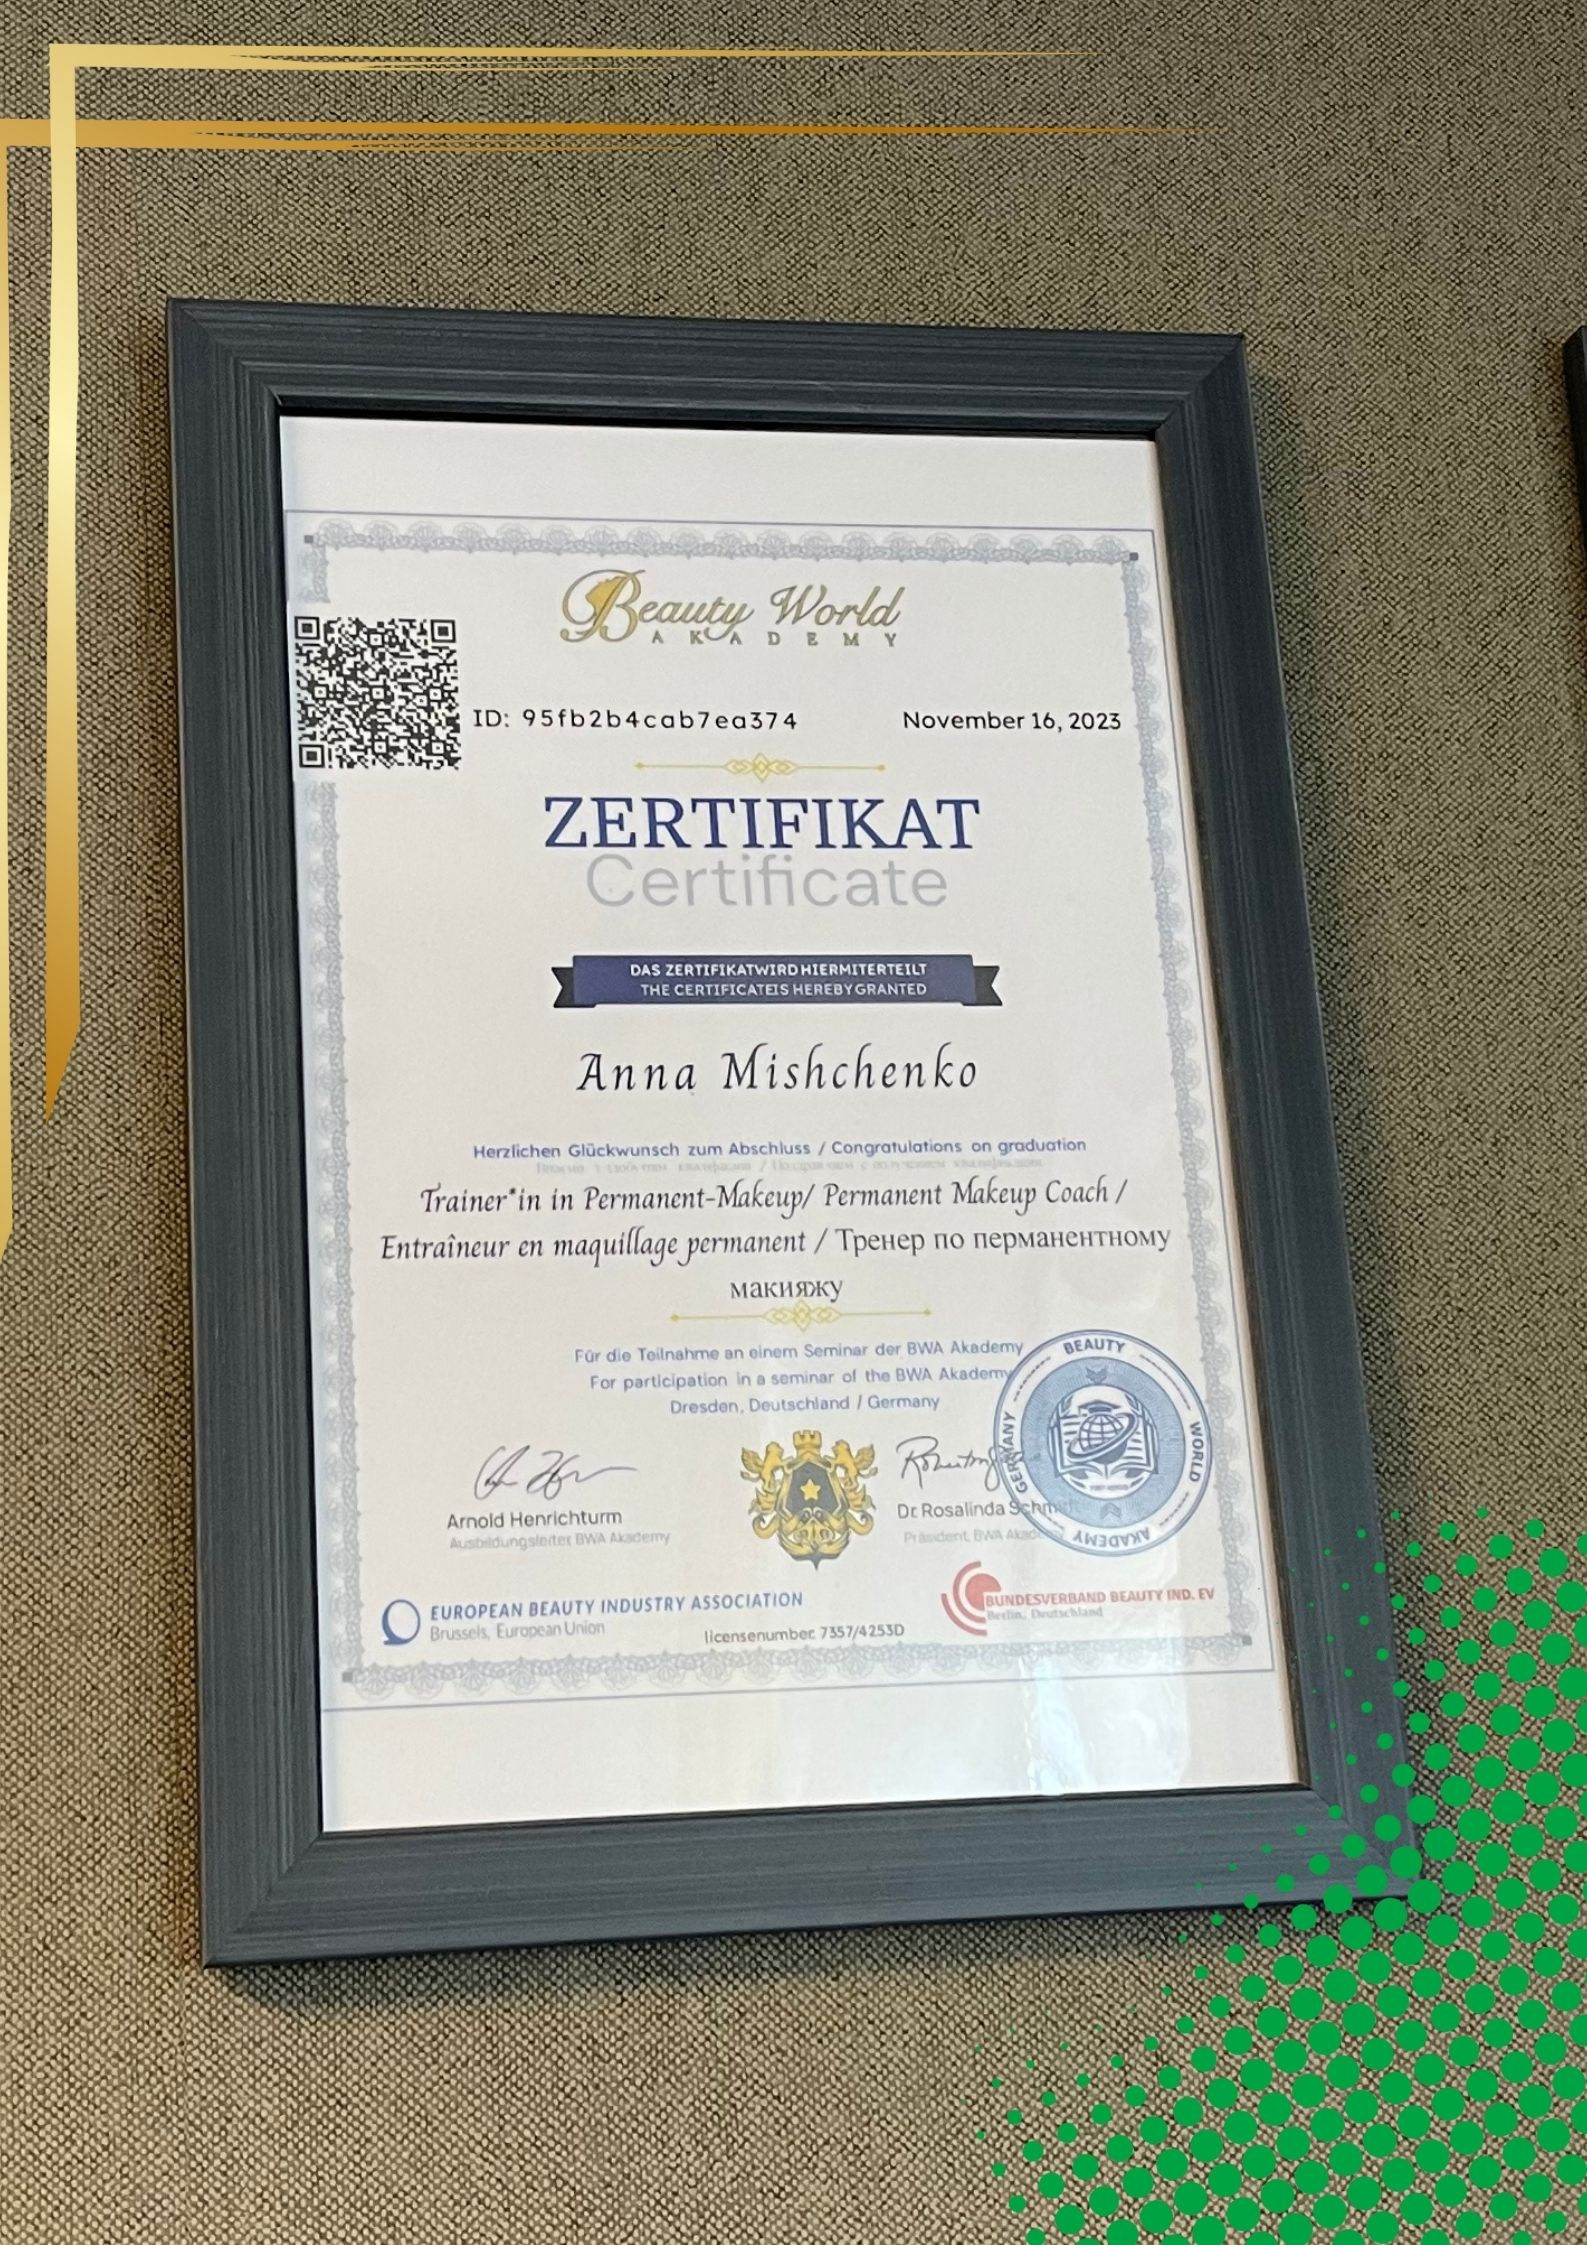 Beauty World
AKADEMY
ID: 95fb2b4cab7ea374
November 16, 2023
ZERTIFIKAT
Certificate
DAS ZERTIFIKATWIRDHIERMITERTEILT
THE CERTIFICATEIS HEREBYGRANTED
Anna Mishchenko
Herzlichen Glückwunsch zum Abschluss / Congratulations on graduation
Trainer*in in Permanent-Makeup/ Permanent Makeup Coach /
Entraîneur en maquillage permanent / Тренер по перманентному
макияжу
Für die Teilnahme an einem Seminar der BWA Akademy
For participation in a seminar of the BWA Akademy
Dresden, Deutschland / Germany
BEAUTY WORLD AKADEMY GERMANY
Arnold Henrichturm
Ausbildungsleiter BWA Akademy
Dr. Rosalinda
Präsident, BWA
EUROPEAN BEAUTY INDUSTRY ASSOCIATION
Brussels, European Union
licensenumber: 7357/4253D
BUNDESVERBAND BEAUTY IND. EV
Berlin, Deutschland